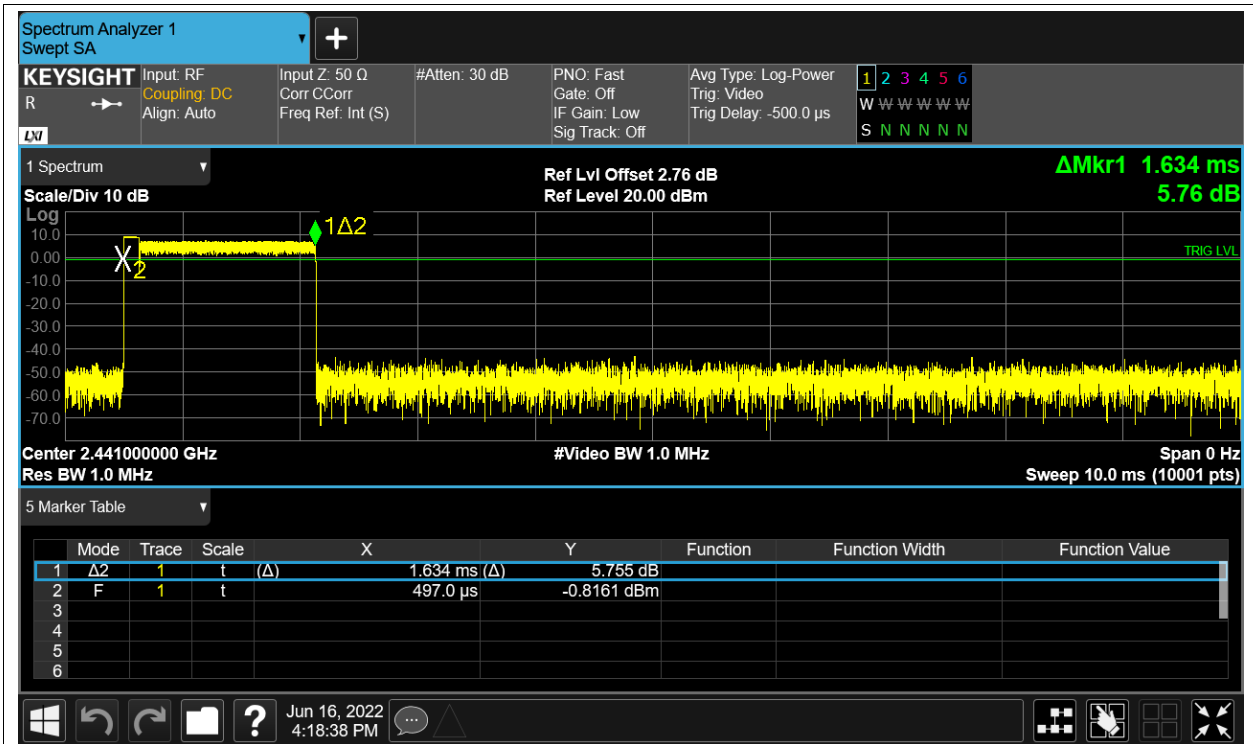 Spectrum Analyzer 1
Swept SA
KEYSIGHT Input: RF Input Z: 50 Ω #Atten: 30 dB PNO: Fast Avg Type: Log-Power 1 2 3 4 5 6
R Coupling: DC Corr CCorr Gate: Off Trig: Video W W W W W W
Align: Auto Freq Ref: Int (S) IF Gain: Low Trig Delay: -500.0 µs
LXI Sig Track: Off S N N N N N
1 Spectrum Ref Lvl Offset 2.76 dB ΔMkr1 1.634 ms
Scale/Div 10 dB Ref Level 20.00 dBm 5.76 dB
Log
1Δ2
10.0
0.00 X2 TRIG LVL
-10.0
-20.0
-30.0
-40.0
-50.0
-60.0
-70.0
Center 2.441000000 GHz #Video BW 1.0 MHz Span 0 Hz
Res BW 1.0 MHz Sweep 10.0 ms (10001 pts)
5 Marker Table
Mode Trace Scale X Y Function Function Width Function Value
1 Δ2 1 t (Δ) 1.634 ms (Δ) 5.755 dB
2 F 1 t 497.0 µs -0.8161 dBm
3
4
5
6
? Jun 16, 2022
4:18:38 PM